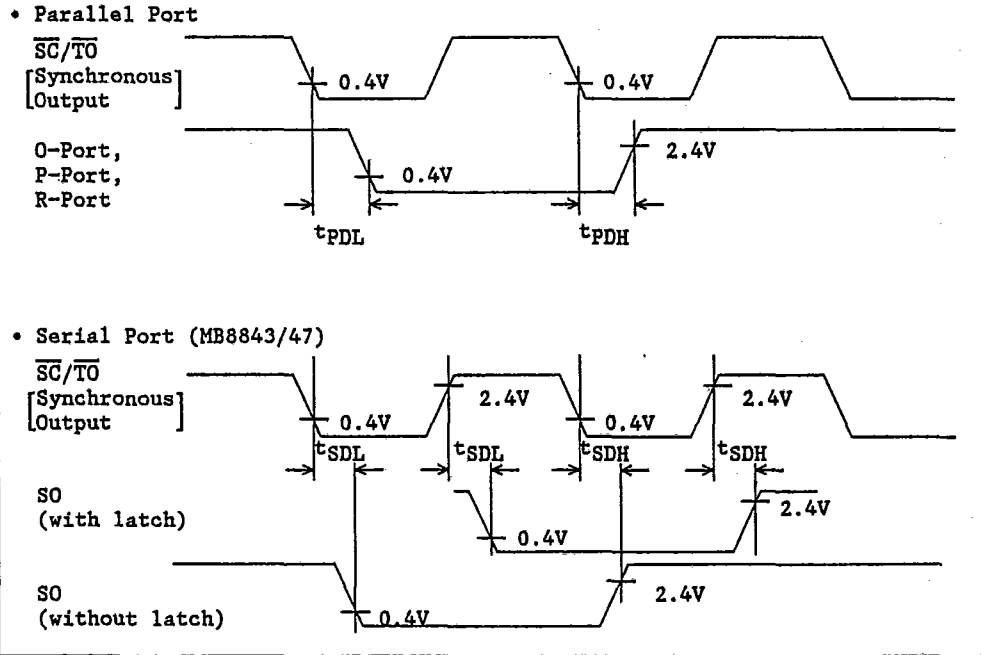 • Parallel Port
SC/TO
[Synchronous
Output]
0.4V
0.4V
O-Port,
P-Port,
R-Port
0.4V
2.4V
tPDL
tPDH
• Serial Port (MB8843/47)
SC/TO
[Synchronous
Output]
0.4V
2.4V
0.4V
2.4V
tSDL
tSDL
tSDH
tSDH
SO
(with latch)
0.4V
2.4V
SO
(without latch)
0.4V
2.4V